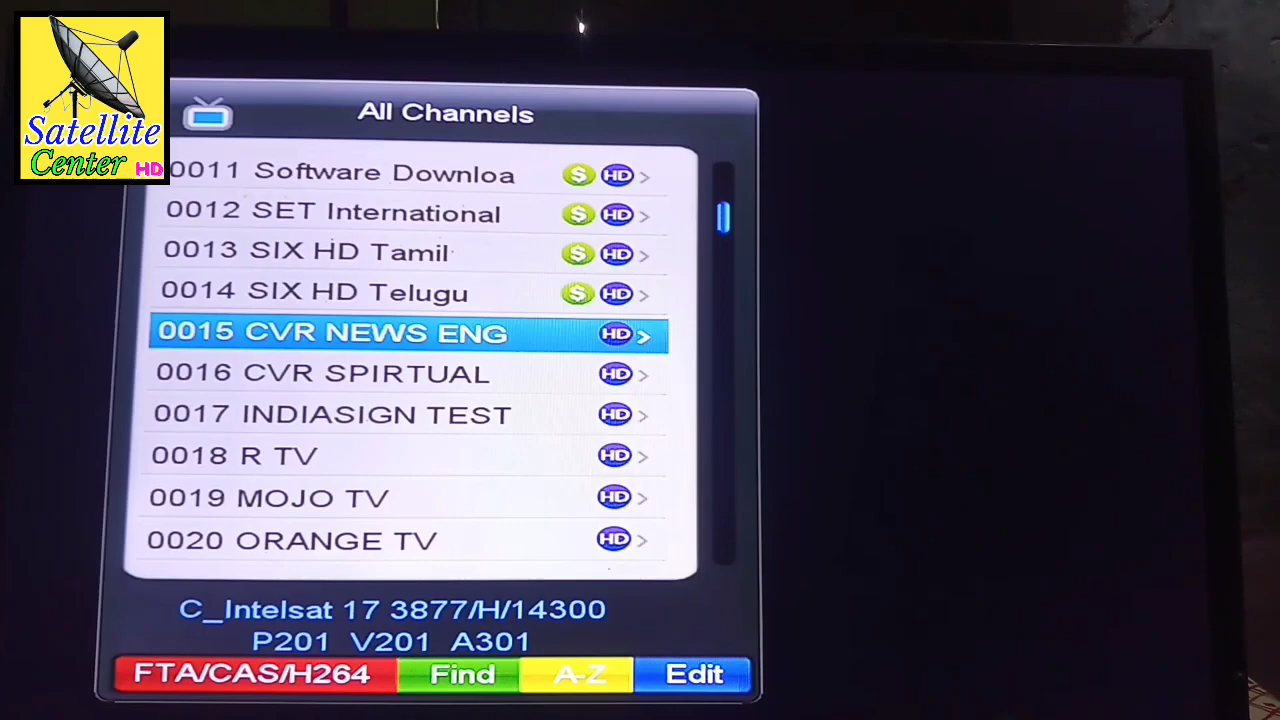 Satellite
Center HD
All Channels
0011 Software Downloa $ HD >
0012 SET International $ HD >
0013 SIX HD Tamil $ HD >
0014 SIX HD Telugu $ HD >
0015 CVR NEWS ENG HD >
0016 CVR SPIRTUAL HD >
0017 INDIASIGN TEST HD >
0018 R TV HD >
0019 MOJO TV HD >
0020 ORANGE TV HD >
C_Intelsat 17 3877/H/14300
P201 V201 A301
FTA/CAS/H264 Find A-Z Edit